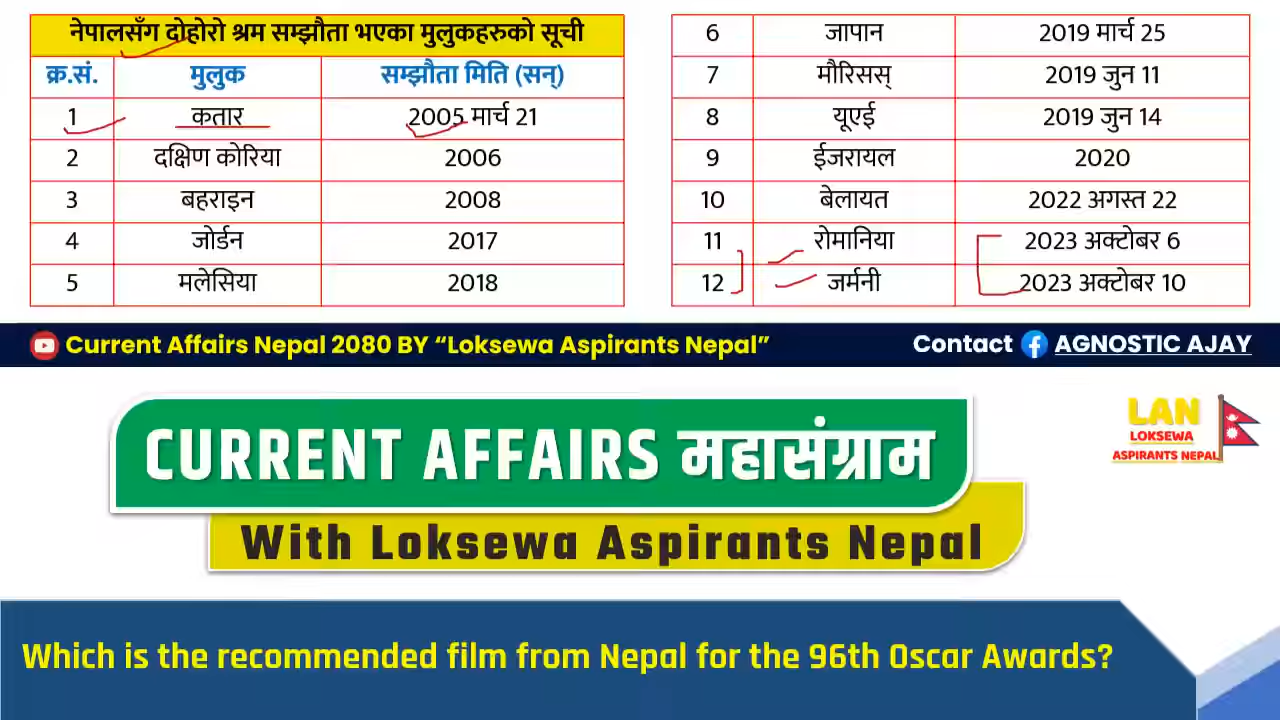 नेपालसँग दोहोरो श्रम सम्झौता भएका मुलुकहरुको सूची
क्र.सं. मुलुक सम्झौता मिति (सन्)
1 कतार 2005 मार्च 21
2 दक्षिण कोरिया 2006
3 बहराइन 2008
4 जोर्डन 2017
5 मलेसिया 2018
6 जापान 2019 मार्च 25
7 मौरिसस् 2019 जुन 11
8 यूएई 2019 जुन 14
9 ईजरायल 2020
10 बेलायत 2022 अगस्त 22
11 रोमानिया 2023 अक्टोबर 6
12 जर्मनी 2023 अक्टोबर 10
Current Affairs Nepal 2080 BY “Loksewa Aspirants Nepal”
Contact AGNOSTIC AJAY
CURRENT AFFAIRS महासंग्राम
With Loksewa Aspirants Nepal
LAN
LOKSEWA
ASPIRANTS NEPAL
Which is the recommended film from Nepal for the 96th Oscar Awards?